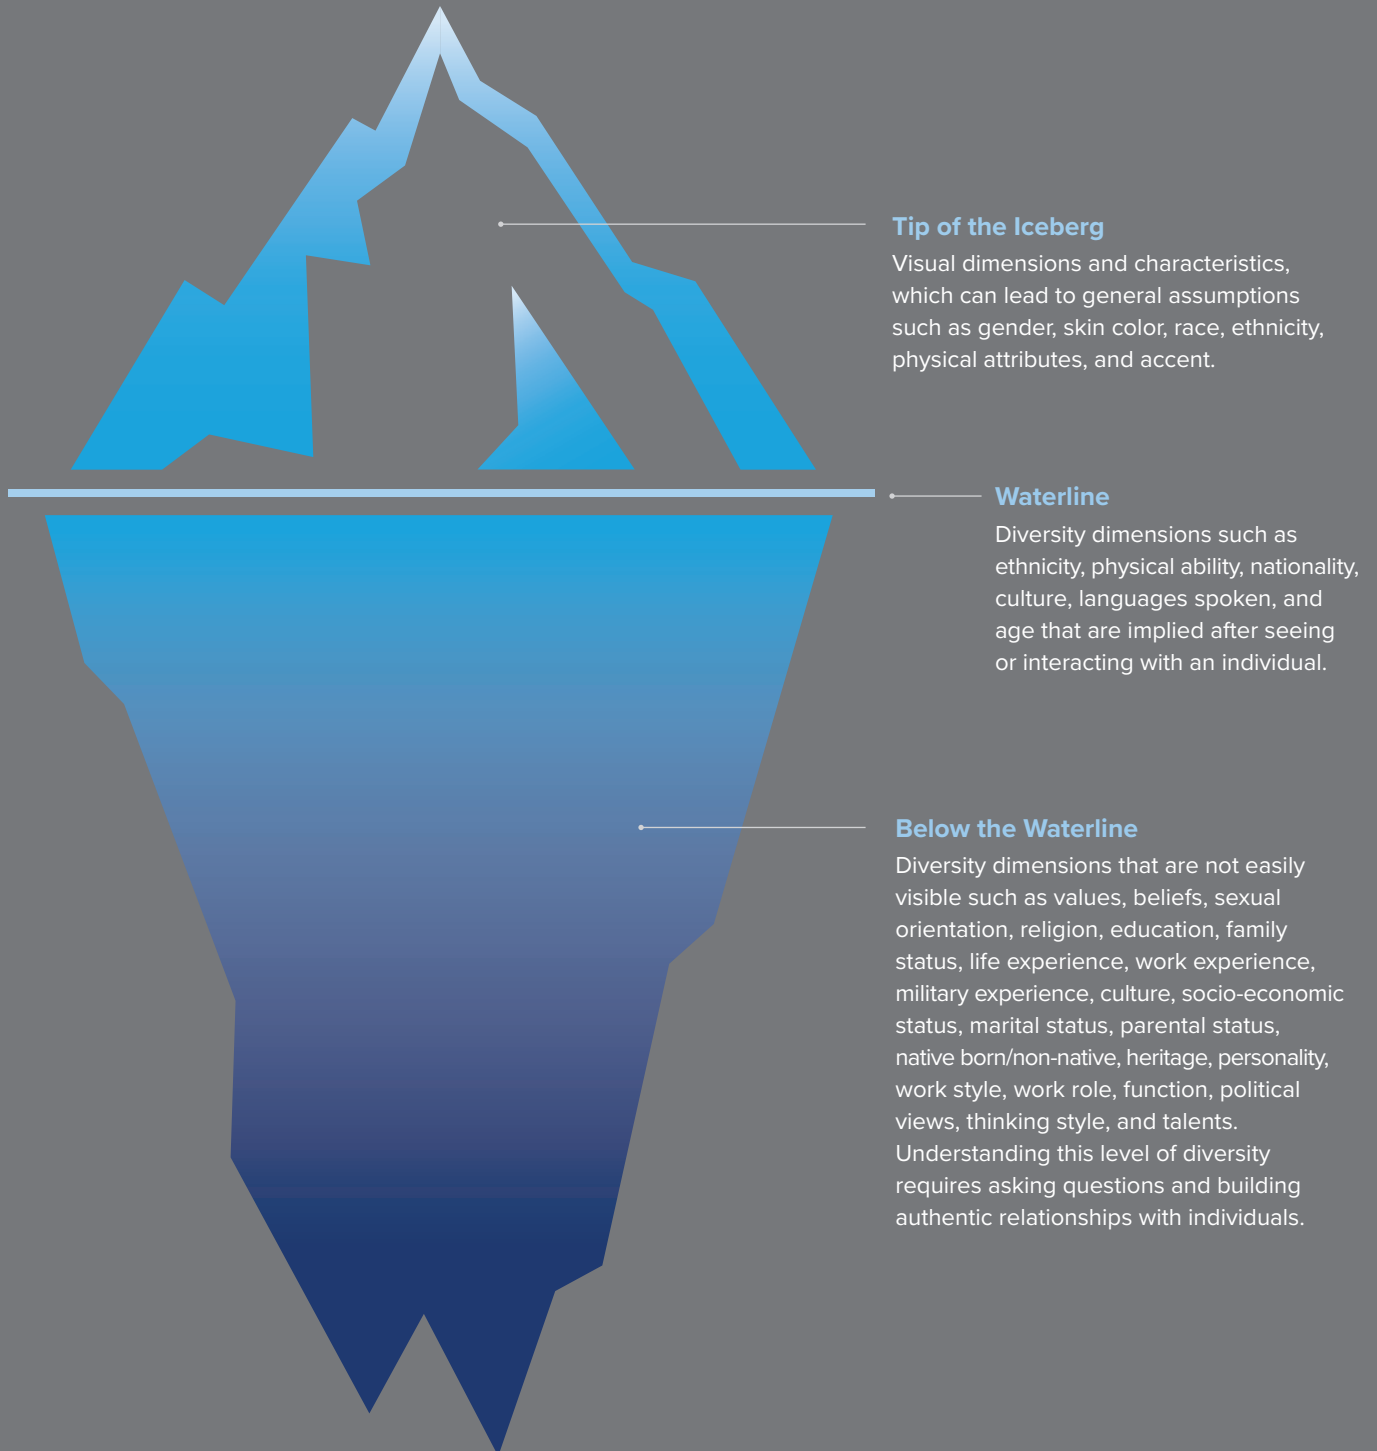 Tip of the Iceberg
Visual dimensions and characteristics,
which can lead to general assumptions
such as gender, skin color, race, ethnicity,
physical attributes, and accent.
Waterline
Diversity dimensions such as
ethnicity, physical ability, nationality,
culture, languages spoken, and
age that are implied after seeing
or interacting with an individual.
Below the Waterline
Diversity dimensions that are not easily
visible such as values, beliefs, sexual
orientation, religion, education, family
status, life experience, work experience,
military experience, culture, socio-economic
status, marital status, parental status,
native born/non-native, heritage, personality,
work style, work role, function, political
views, thinking style, and talents.
Understanding this level of diversity
requires asking questions and building
authentic relationships with individuals.